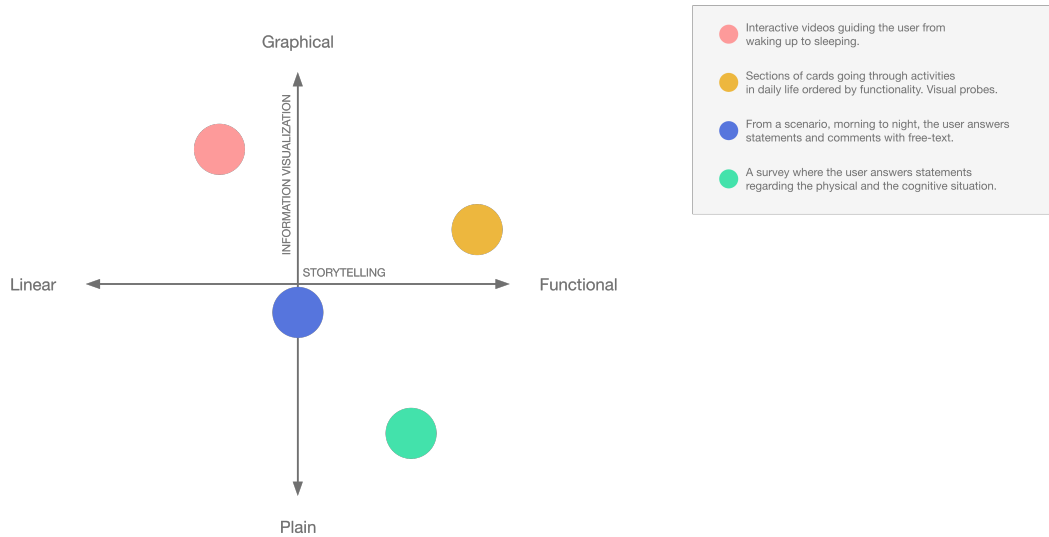 Graphical
INFORMATION VISUALIZATION
STORYTELLING
Linear
Functional
Plain
Interactive videos guiding the user from
waking up to sleeping.
Sections of cards going through activities
in daily life ordered by functionality. Visual probes.
From a scenario, morning to night, the user answers
statements and comments with free-text.
A survey where the user answers statements
regarding the physical and the cognitive situation.